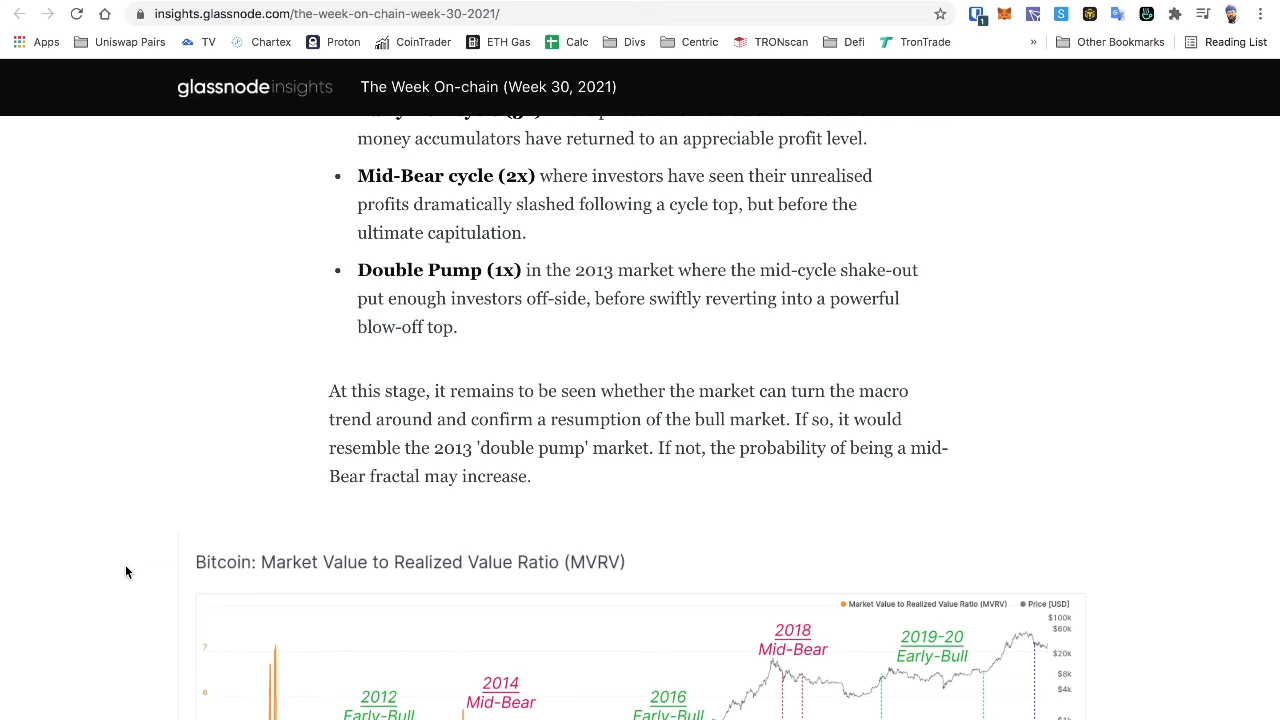 insights.glassnode.com/the-week-on-chain-week-30-2021/
1
Apps Uniswap Pairs TV Chartex Proton CoinTrader ETH Gas Calc Divs Centric TRONscan Defi TronTrade » Other Bookmarks Reading List
glassnodeinsights The Week On-chain (Week 30, 2021)
money accumulators have returned to an appreciable profit level.
• Mid-Bear cycle (2x) where investors have seen their unrealised
profits dramatically slashed following a cycle top, but before the
ultimate capitulation.
• Double Pump (1x) in the 2013 market where the mid-cycle shake-out
put enough investors off-side, before swiftly reverting into a powerful
blow-off top.
At this stage, it remains to be seen whether the market can turn the macro
trend around and confirm a resumption of the bull market. If so, it would
resemble the 2013 'double pump' market. If not, the probability of being a mid-
Bear fractal may increase.
Bitcoin: Market Value to Realized Value Ratio (MVRV)
Market Value to Realized Value Ratio (MVRV) Price [USD]
$100k
$60k
2018
Mid-Bear
2019-20
Early-Bull
7
$20k
$8k
2014
Mid-Bear
$4k
6
2012
Early-Bull
2016
Early-Bull